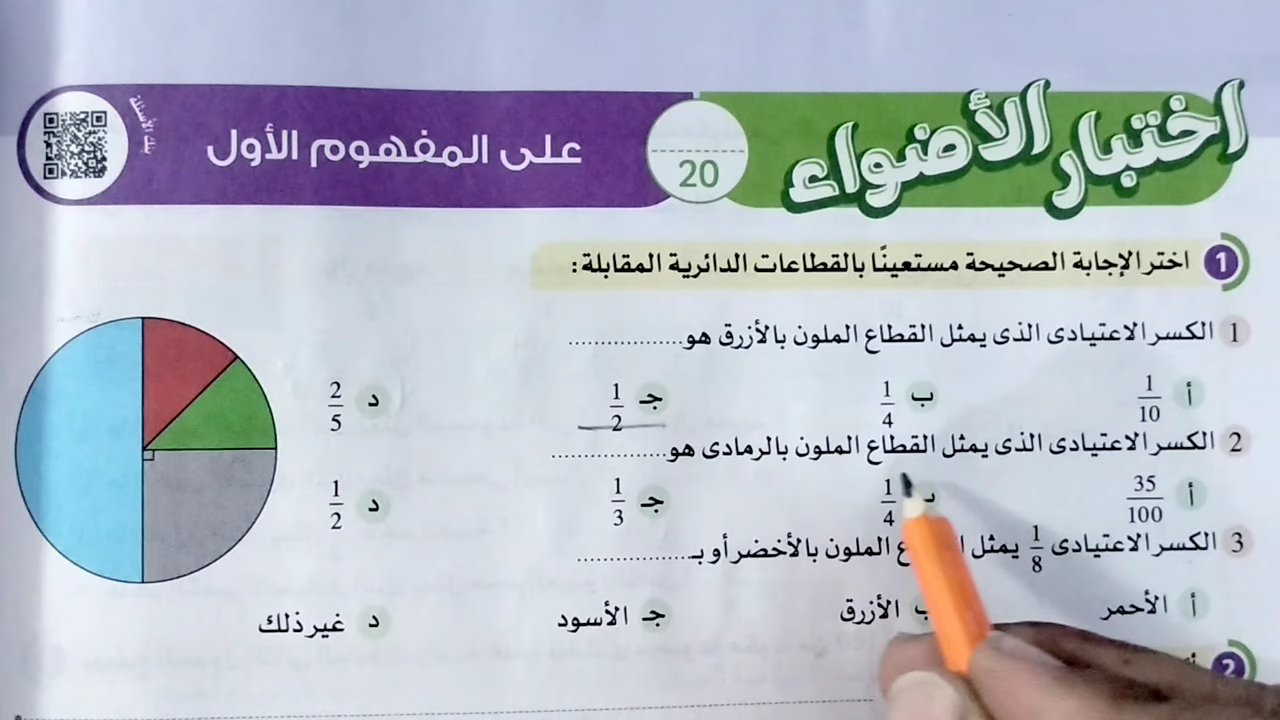 اختبار الأضواء
20
على المفهوم الأول
بنك الأسئلة
1 اختر الإجابة الصحيحة مستعينًا بالقطاعات الدائرية المقابلة :
1 الكسر الاعتيادى الذى يمثل القطاع الملون بالأزرق هو..................
أ 1/10 ب 1/4 جـ 1/2 د 2/5
2 الكسر الاعتيادى الذى يمثل القطاع الملون بالرمادى هو..................
أ 35/100 ب 1/4 جـ 1/3 د 1/2
3 الكسر الاعتيادى 1/8 يمثل الملون بالأخضر أو بـ..................
أ الأحمر ب الأزرق جـ الأسود د غير ذلك
2